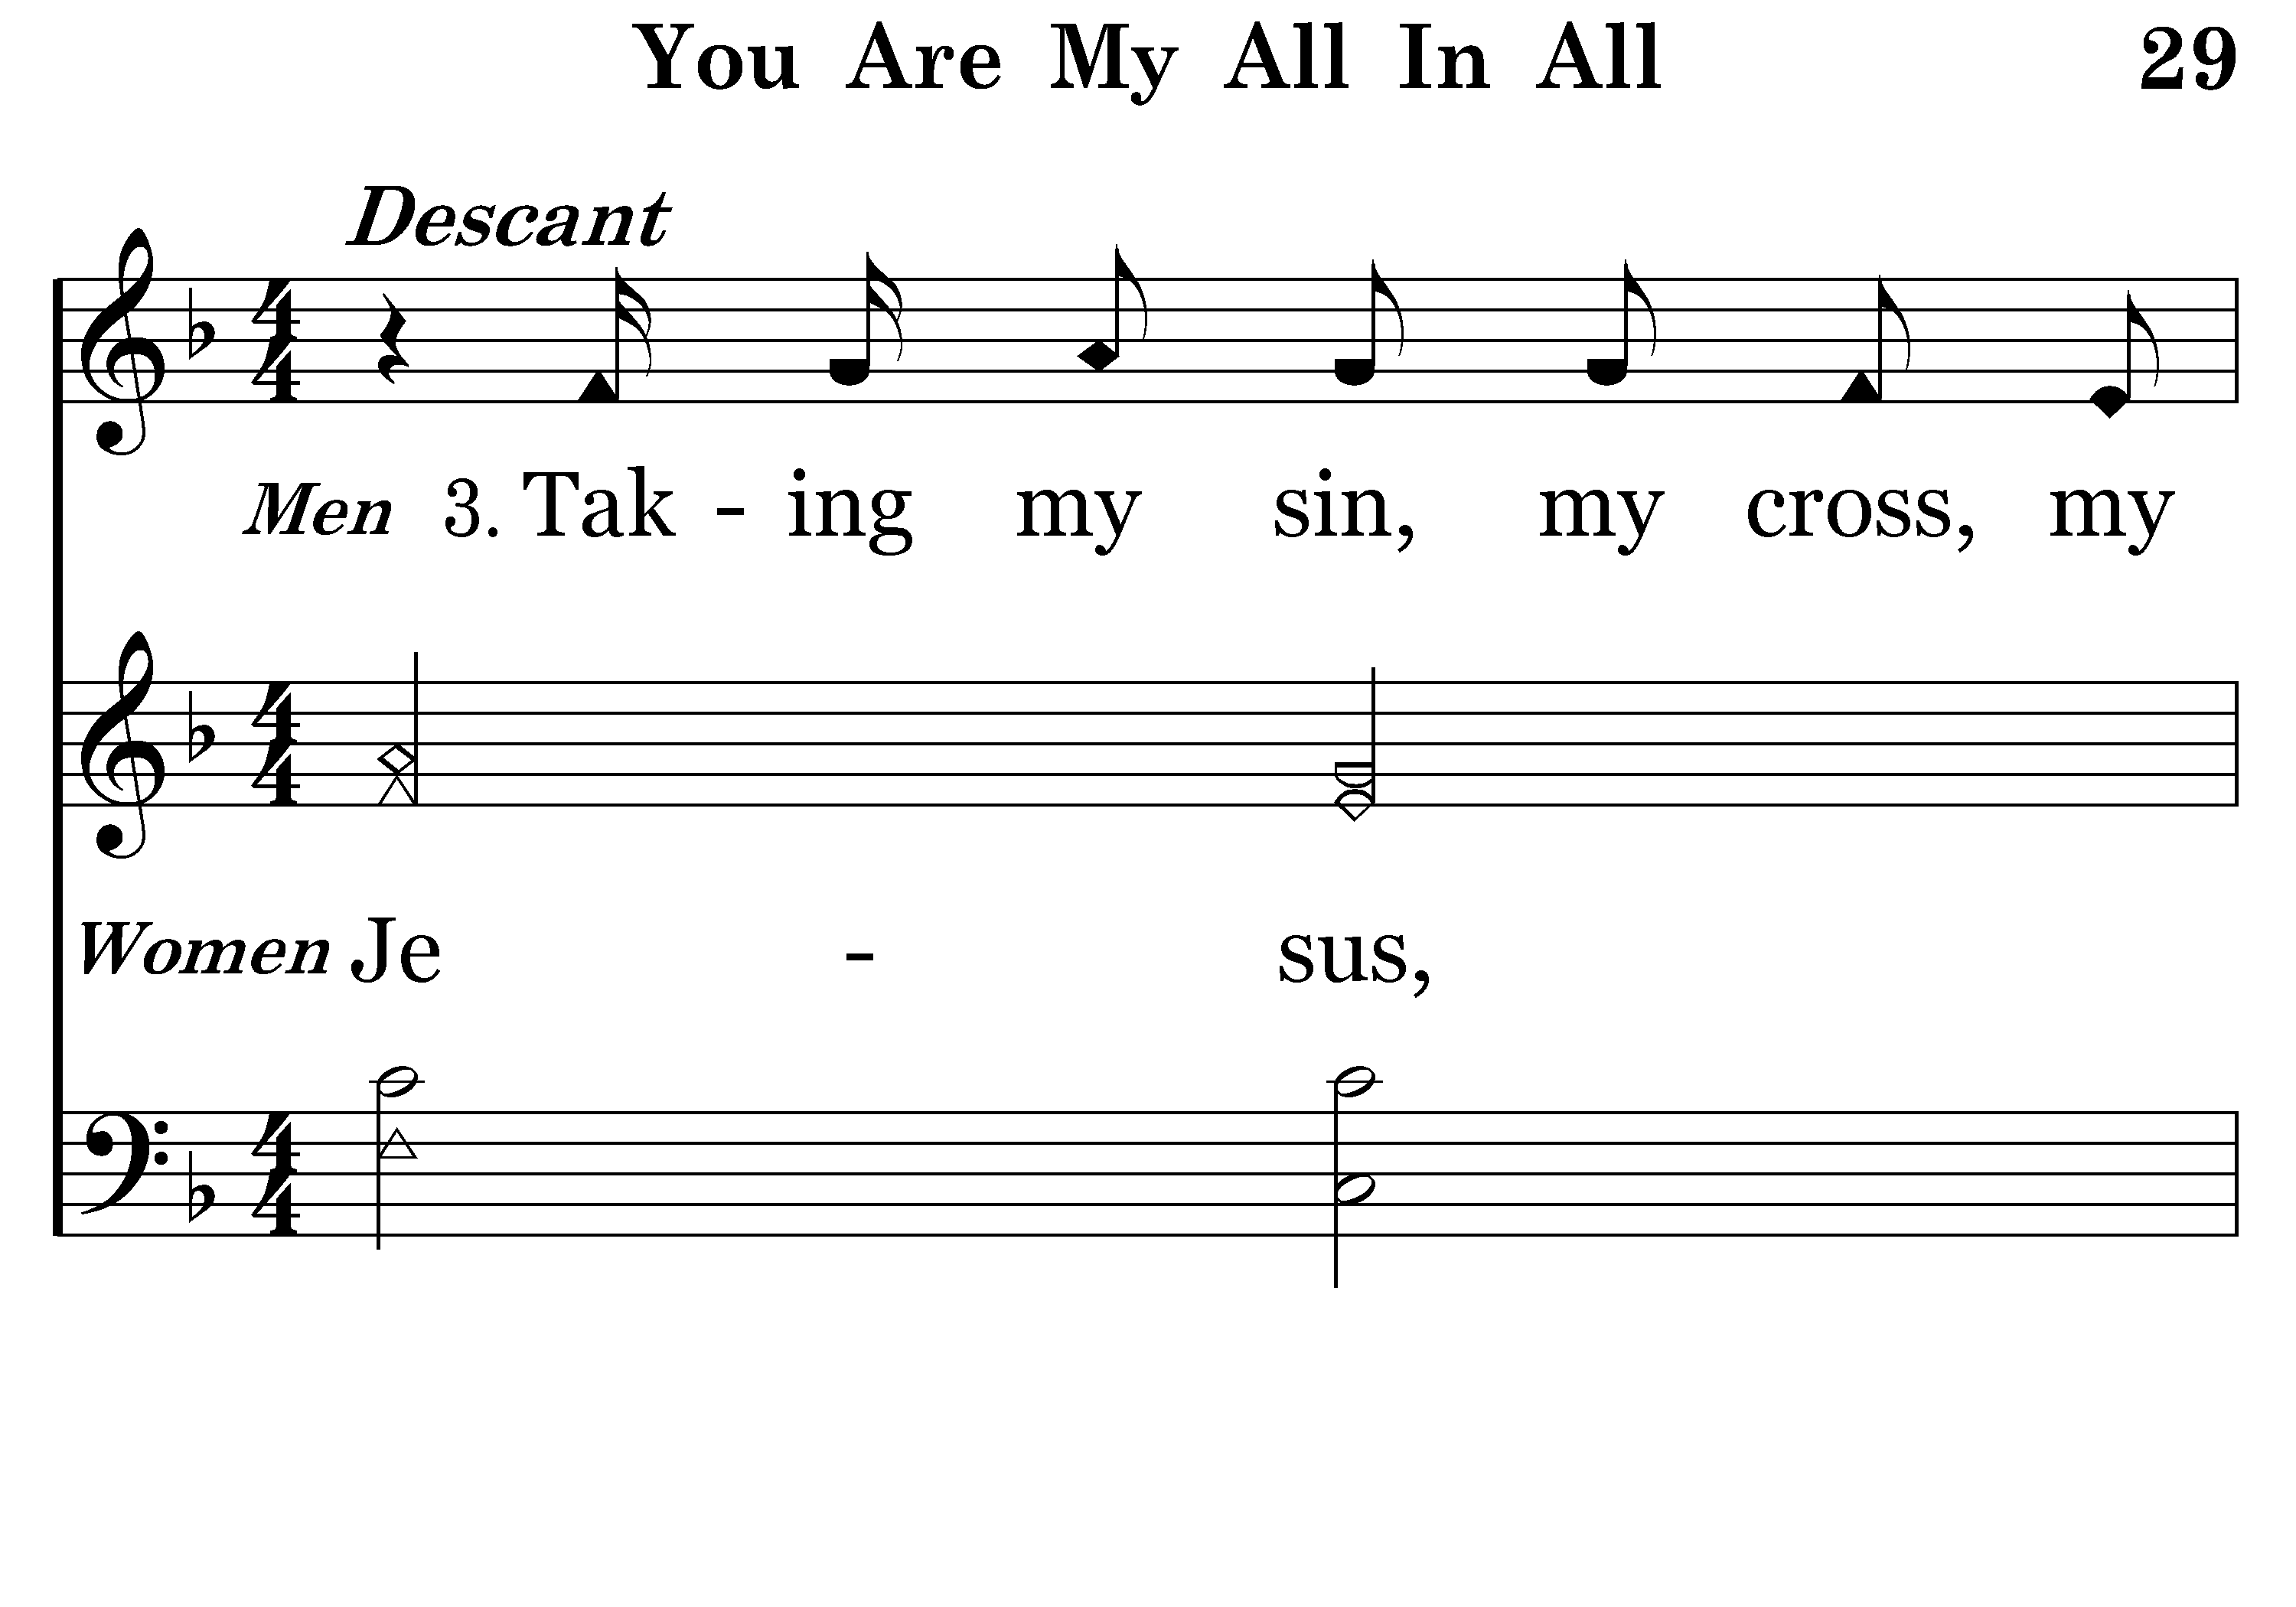 You Are My All In All 29
Descant
Men 3. Tak - ing my sin, my cross, my
Women Je - sus,